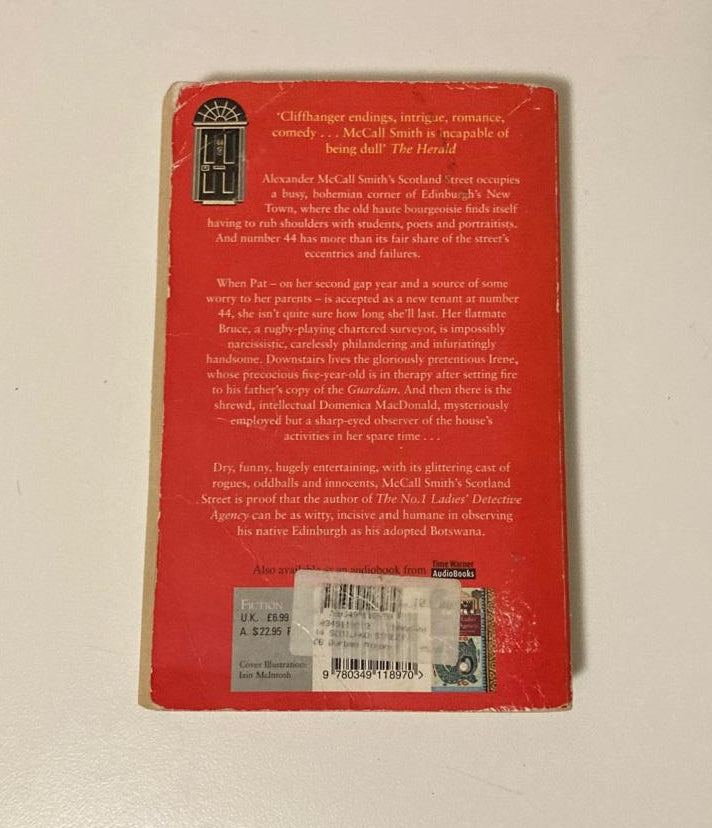 'Cliffhanger endings, intrigue, romance,
comedy . . . McCall Smith is incapable of
being dull' The Herald
44
Alexander McCall Smith's Scotland Street occupies
a busy, bohemian corner of Edinburgh's New
Town, where the old haute bourgeoisie finds itself
having to rub shoulders with students, poets and portraitists.
And number 44 has more than its fair share of the street's
eccentrics and failures.
When Pat – on her second gap year and a source of some
worry to her parents – is accepted as a new tenant at number
44, she isn't quite sure how long she'll last. Her flatmate
Bruce, a rugby-playing chartered surveyor, is impossibly
narcissistic, carelessly philandering and infuriatingly
handsome. Downstairs lives the gloriously pretentious Irene,
whose precocious five-year-old is in therapy after setting fire
to his father's copy of the Guardian. And then there is the
shrewd, intellectual Domenica MacDonald, mysteriously
employed but a sharp-eyed observer of the house's
activities in her spare time . . .
Dry, funny, hugely entertaining, with its glittering cast of
rogues, oddballs and innocents, McCall Smith's Scotland
Street is proof that the author of The No.1 Ladies' Detective
Agency can be as witty, incisive and humane in observing
his native Edinburgh as his adopted Botswana.
Also available as an audiobook from Time Warner
AudioBooks
FICTION
U.K. £6.99
A. $22.95
44 SCOTLAND STREET
Cover Illustration:
Iain McIntosh
9 780349 118970 >